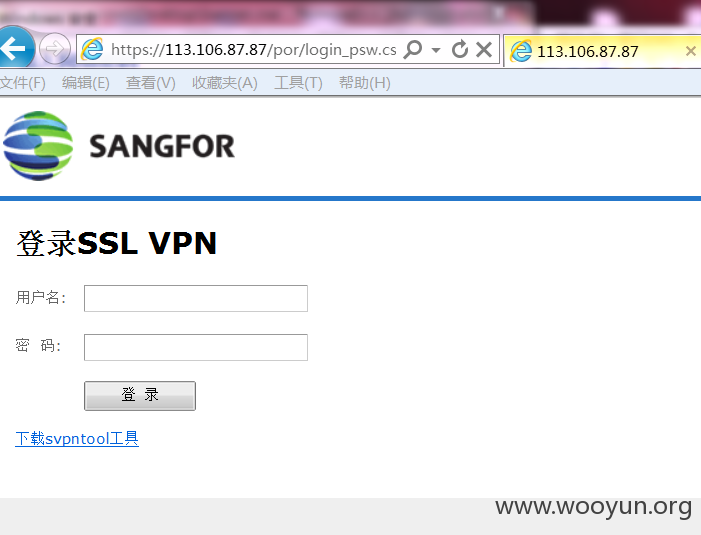 https://113.106.87.87/por/login_psw.cs
113.106.87.87
文件(F) 编辑(E) 查看(V) 收藏夹(A) 工具(T) 帮助(H)
SANGFOR
登录SSL VPN
用户名:
密 码:
登 录
下载svpntool工具
www.wooyun.org